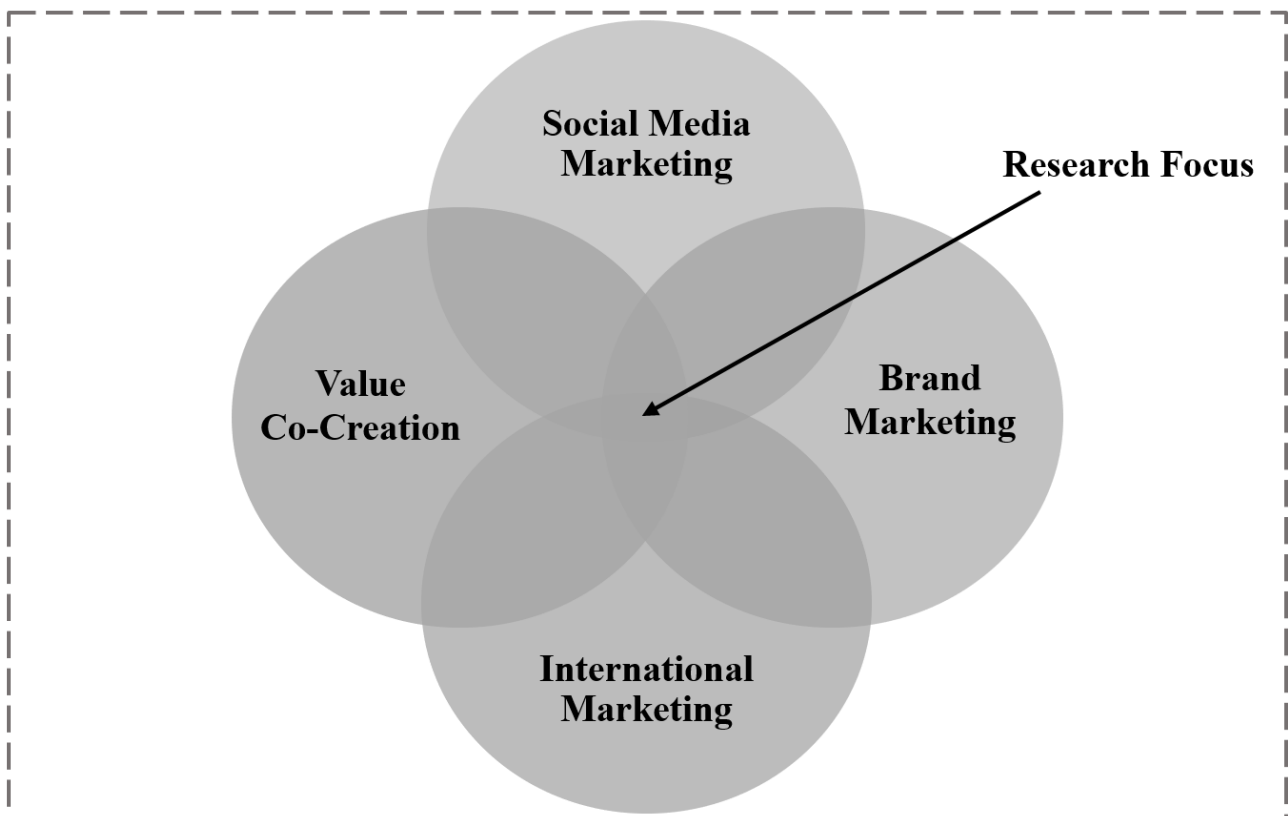 Social Media
Marketing
Research Focus
Value
Co-Creation
Brand
Marketing
International
Marketing